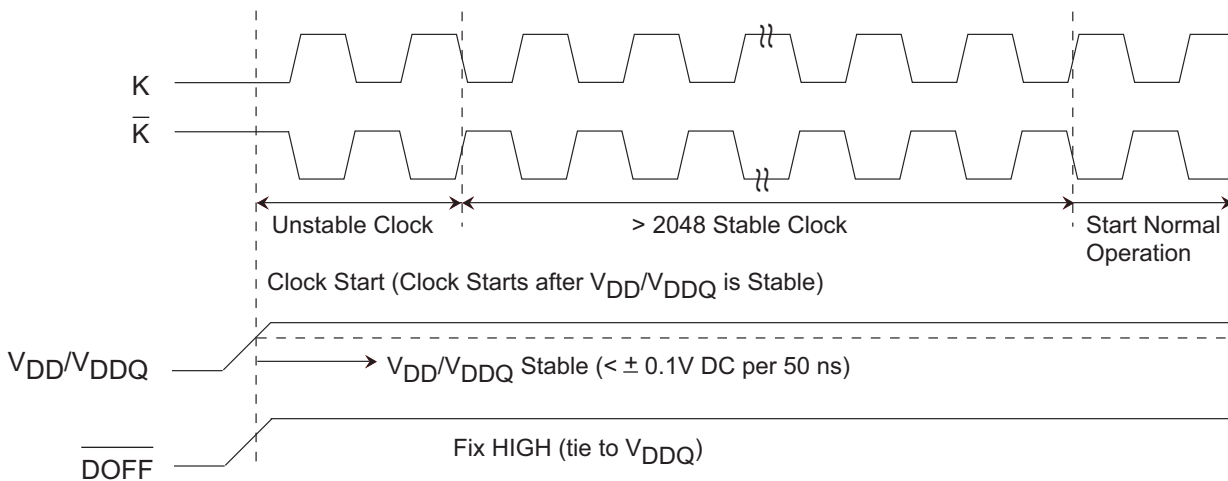 K
K̅
Unstable Clock
> 2048 Stable Clock
Start Normal
Operation
Clock Start (Clock Starts after VDD/VDDQ is Stable)
VDD/VDDQ
VDD/VDDQ Stable (< ± 0.1V DC per 50 ns)
Fix HIGH (tie to VDDQ)
D̅O̅F̅F̅